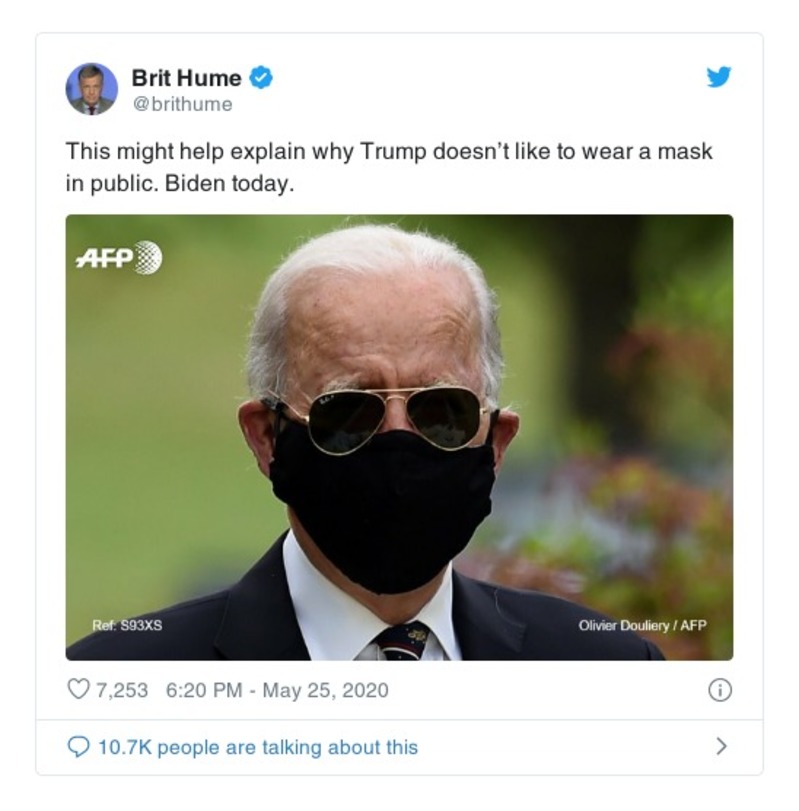 Brit Hume
@brithume
This might help explain why Trump doesn’t like to wear a mask
in public. Biden today.
AFP
Ref: S93XS
Olivier Douliery / AFP
7,253 6:20 PM - May 25, 2020
10.7K people are talking about this